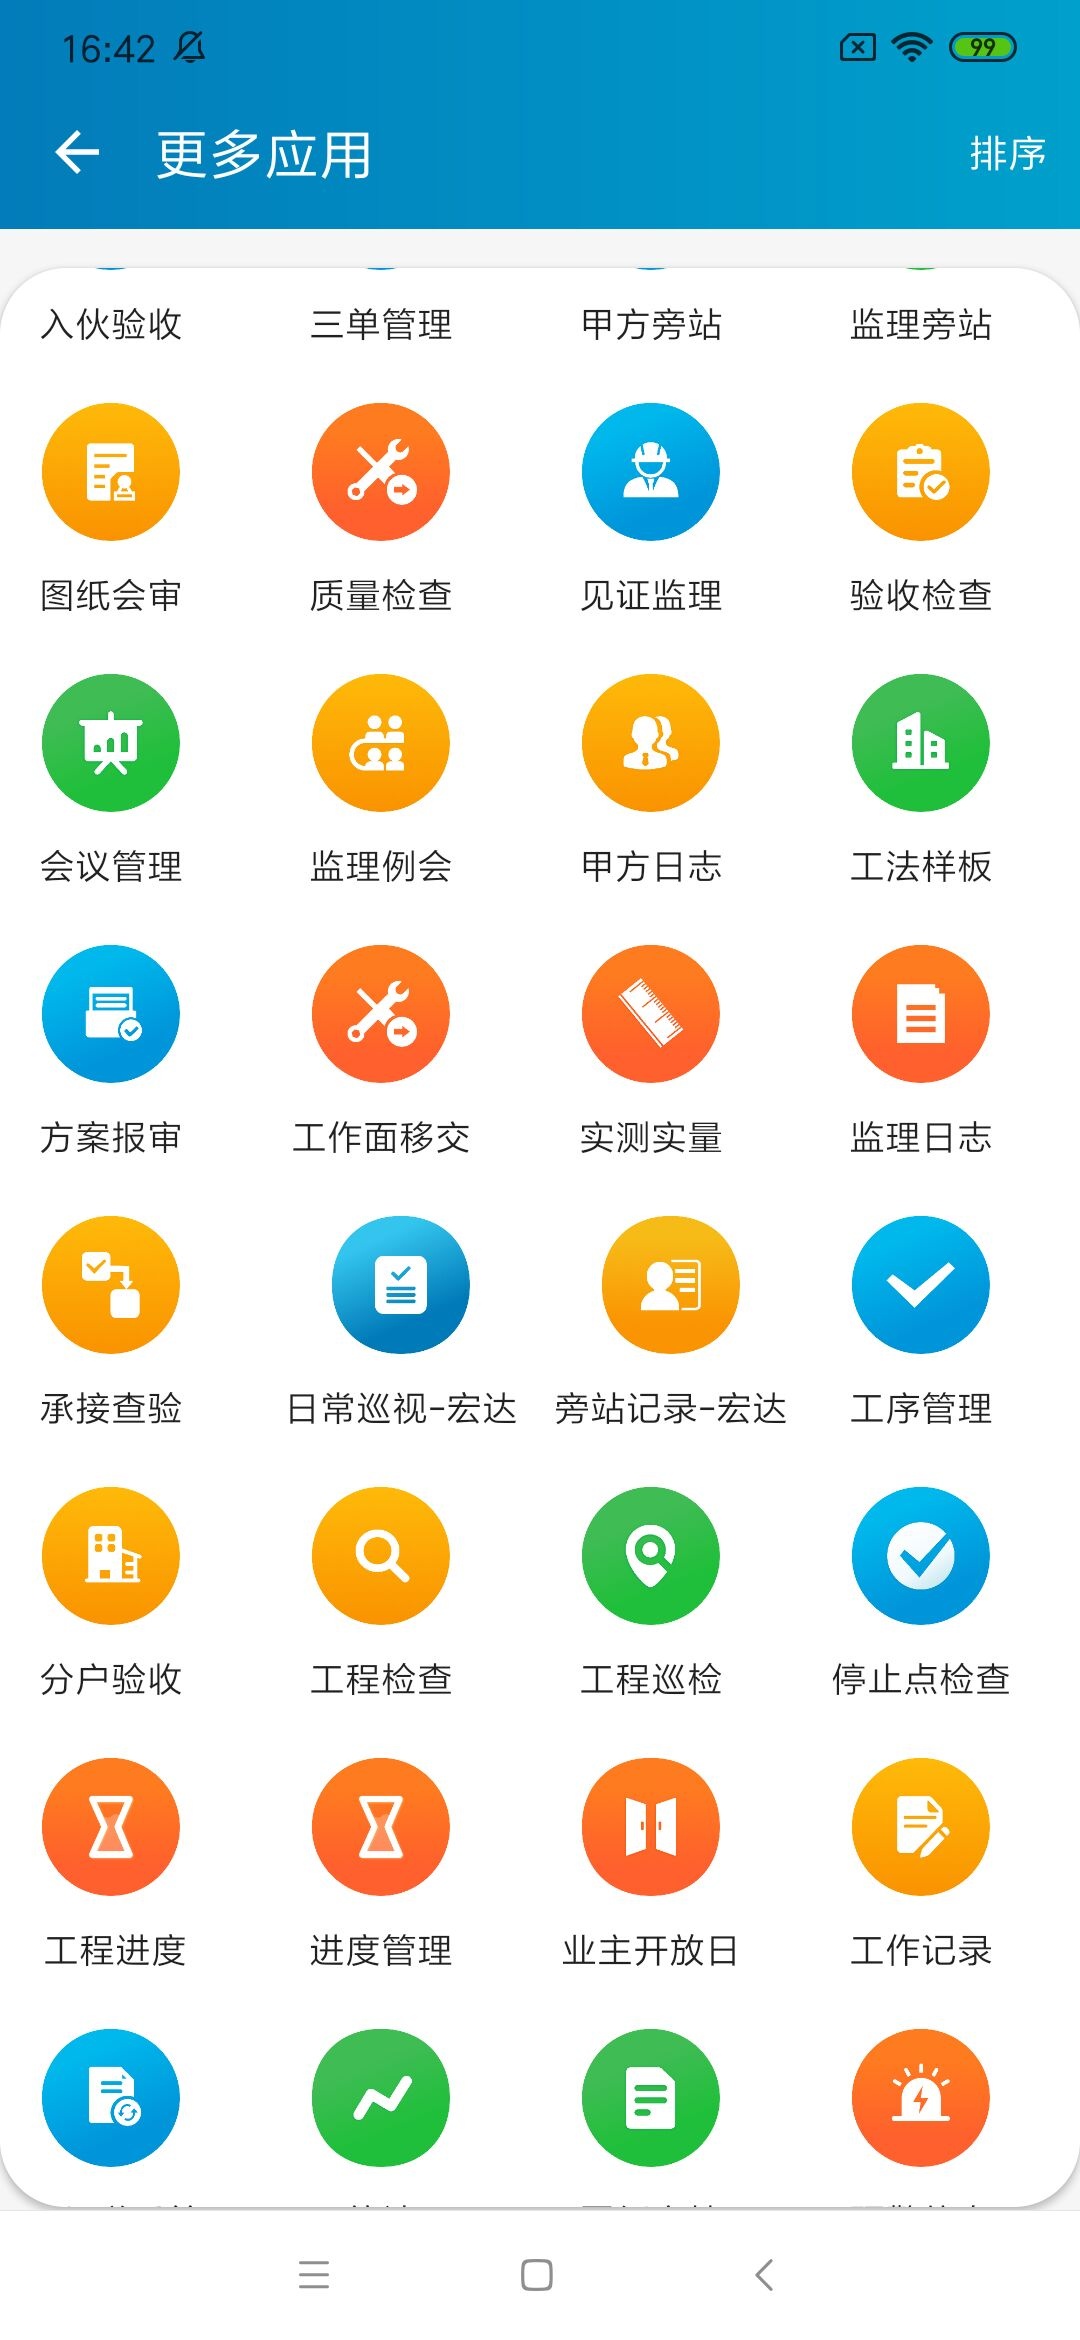 16:42
99
更多应用
排序
入伙验收 三单管理 甲方旁站 监理旁站
图纸会审 质量检查 见证监理 验收检查
会议管理 监理例会 甲方日志 工法样板
方案报审 工作面移交 实测实量 监理日志
承接查验 日常巡视-宏达 旁站记录-宏达 工序管理
分户验收 工程检查 工程巡检 停止点检查
工程进度 进度管理 业主开放日 工作记录